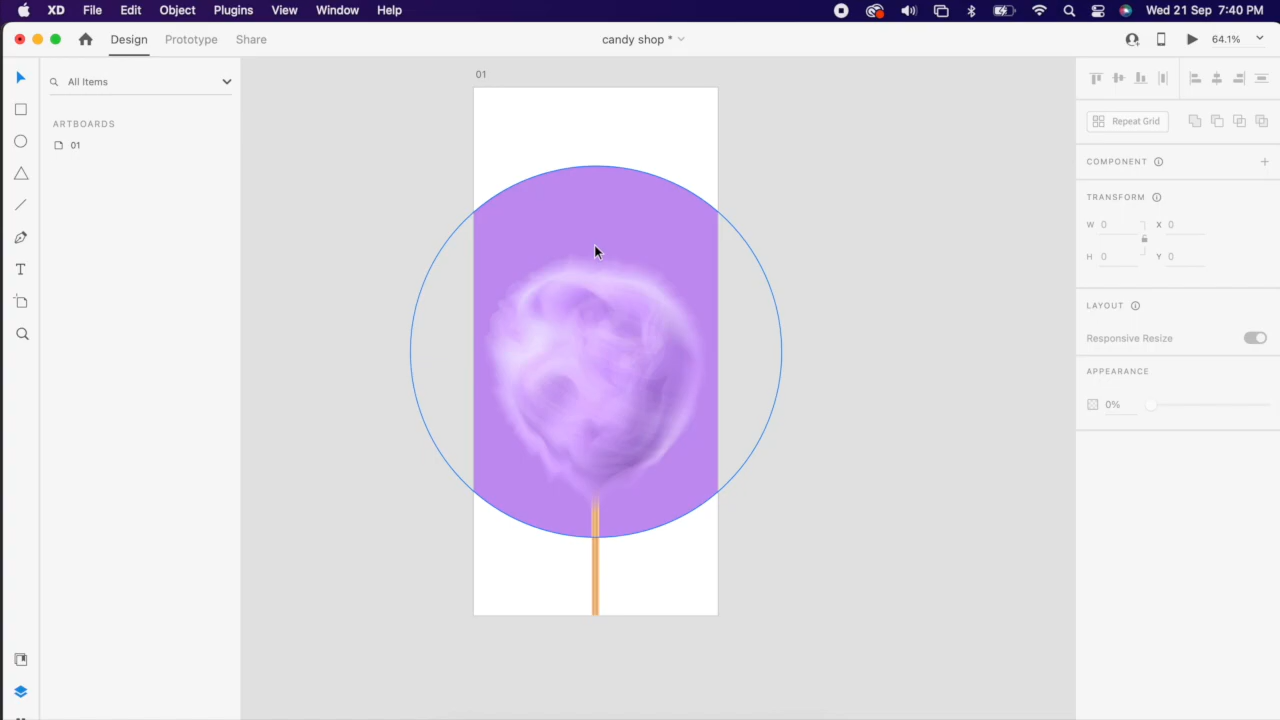 XD File Edit Object Plugins View Window Help Wed 21 Sep 7:40 PM
Design Prototype Share candy shop * 64.1%
All Items
ARTBOARDS
01
01
Repeat Grid
COMPONENT
TRANSFORM
W 0 X 0
H 0 Y 0
LAYOUT
Responsive Resize
APPEARANCE
0%